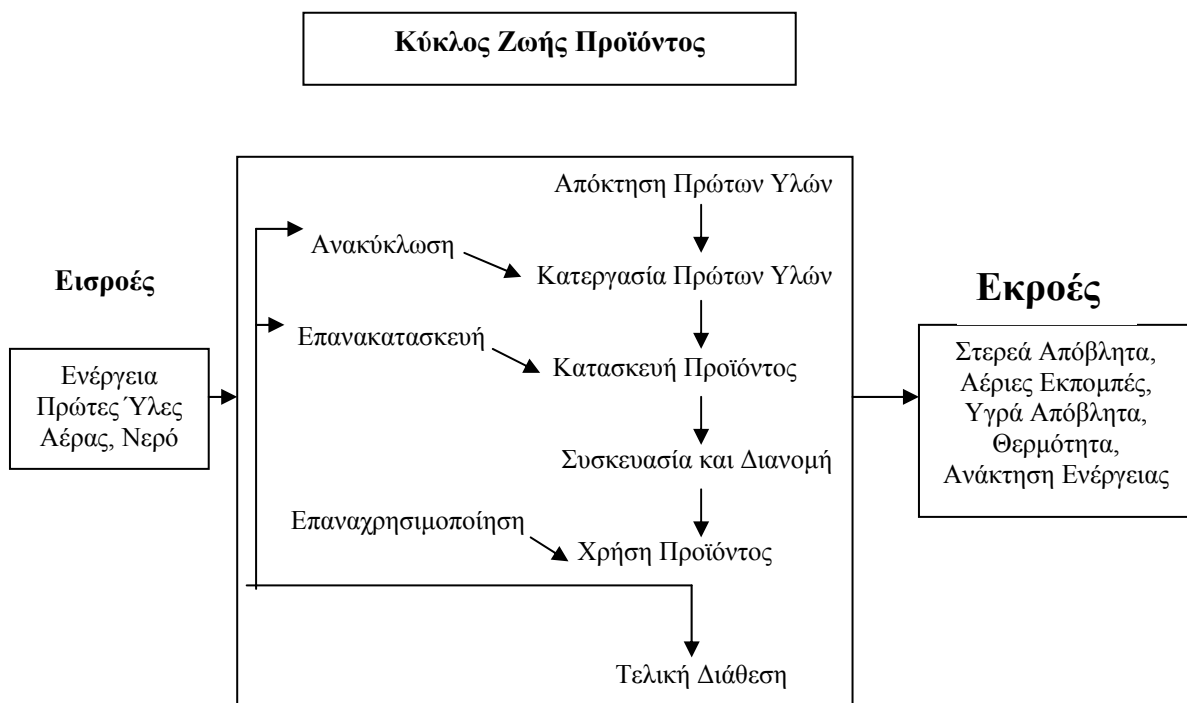 Κύκλος Ζωής Προϊόντος
Απόκτηση Πρώτων Υλών
Ανακύκλωση
Κατεργασία Πρώτων Υλών
Εισροές
Εκροές
Επανακατασκευή
Κατασκευή Προϊόντος
Ενέργεια
Πρώτες Ύλες
Αέρας, Νερό
Στερεά Απόβλητα,
Αέριες Εκπομπές,
Υγρά Απόβλητα,
Θερμότητα,
Ανάκτηση Ενέργειας
Συσκευασία και Διανομή
Επαναχρησιμοποίηση
Χρήση Προϊόντος
Τελική Διάθεση